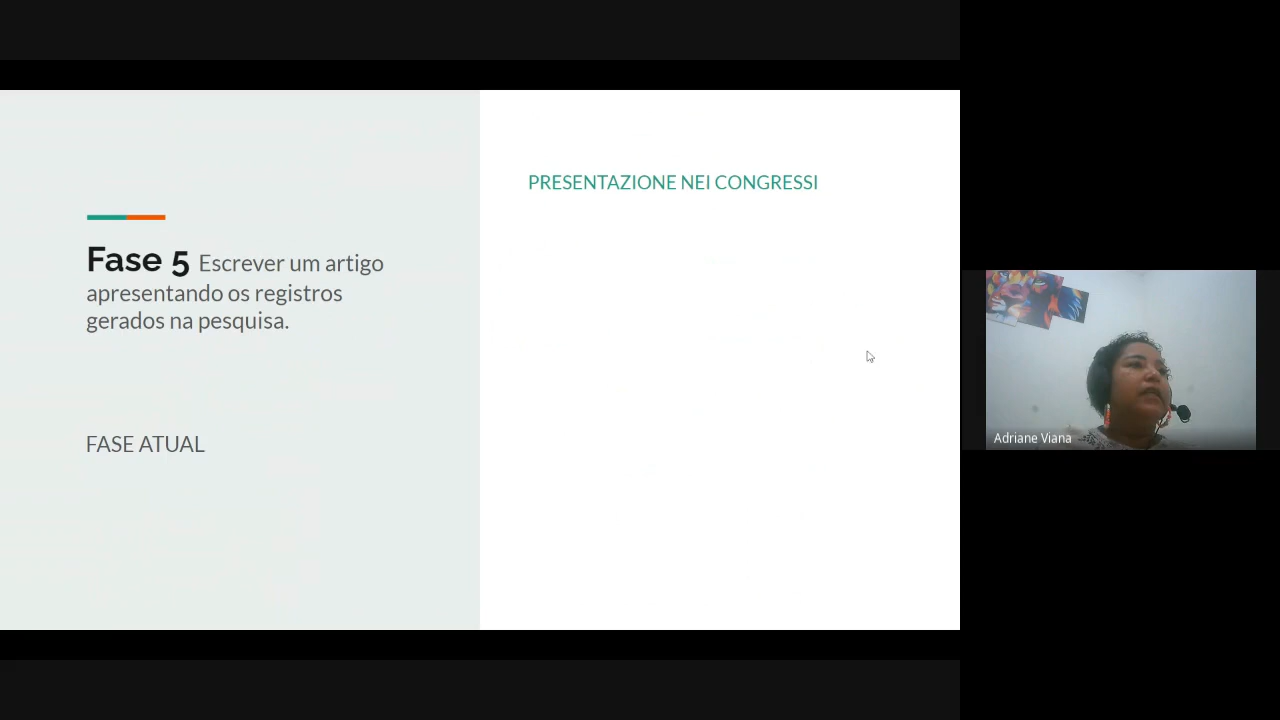 Fase 5 Escrever um artigo
apresentando os registros
gerados na pesquisa.
FASE ATUAL
PRESENTAZIONE NEI CONGRESSI
Adriane Viana